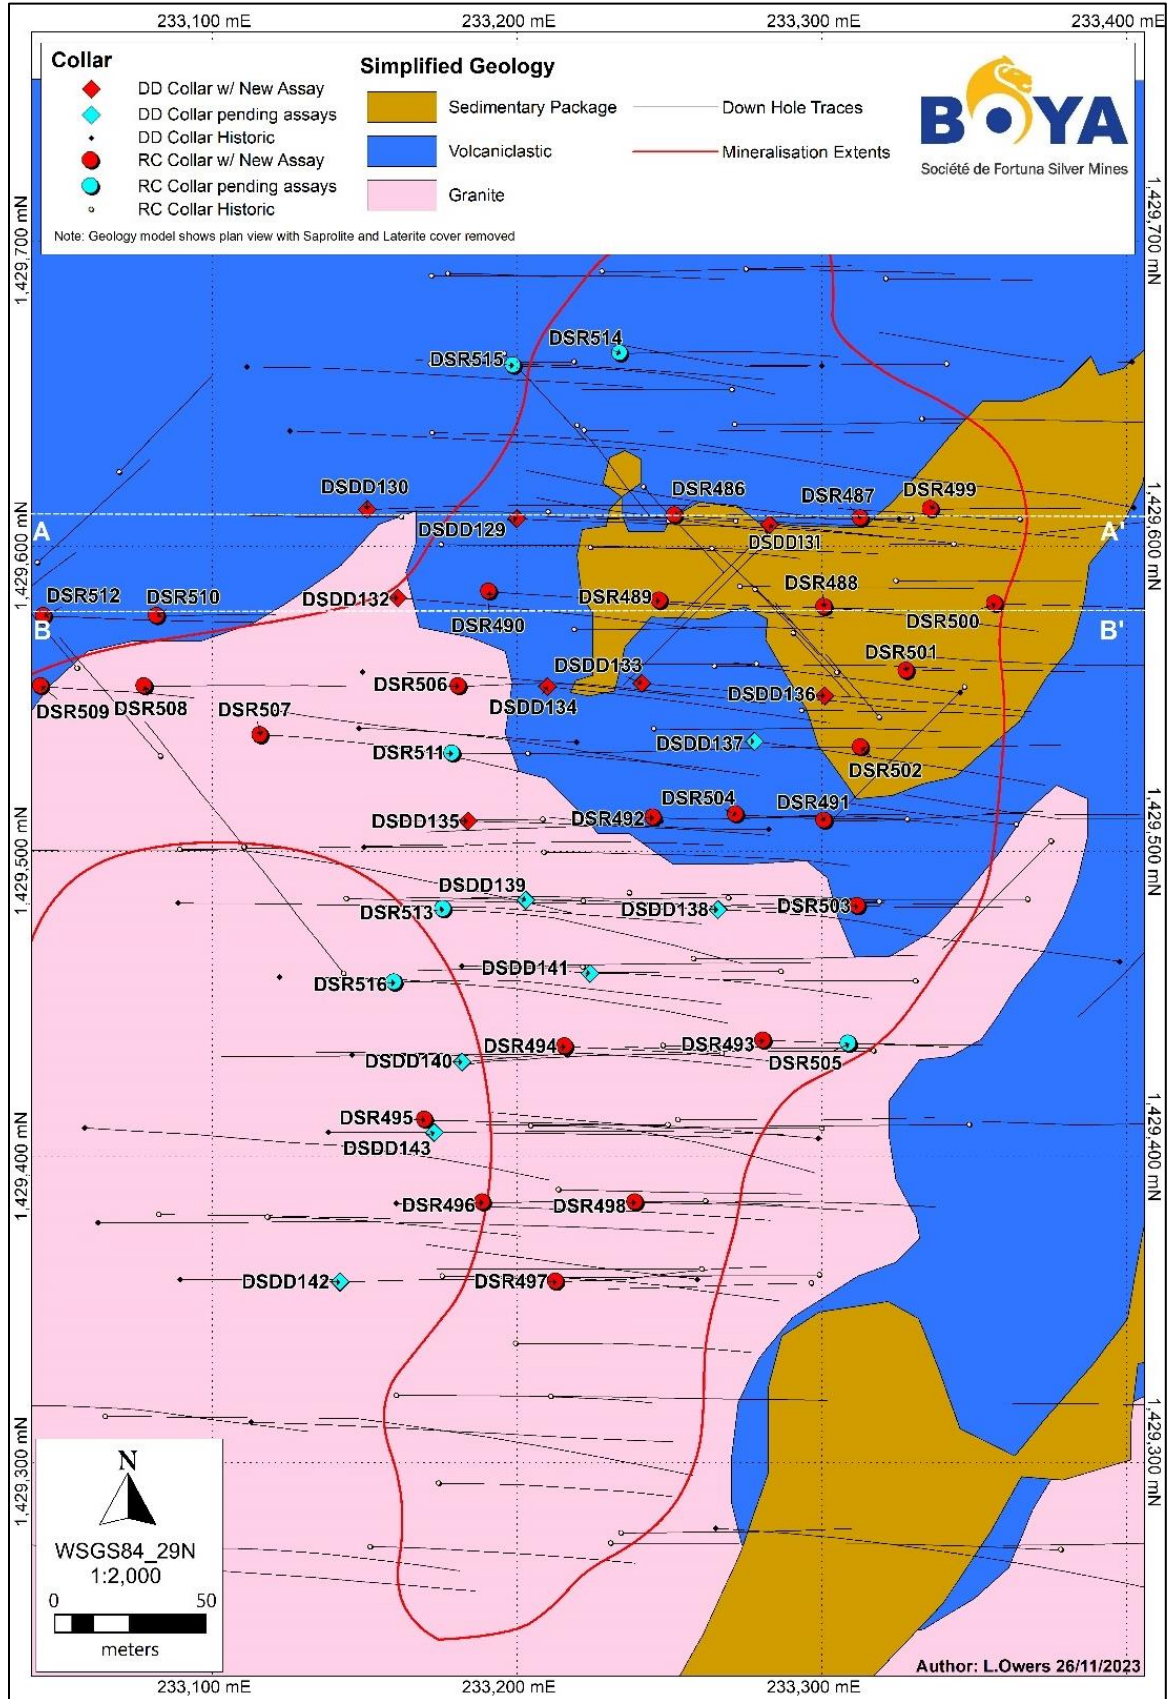 233,100 mE 233,200 mE 233,300 mE 233,400 mE
Collar
DD Collar w/ New Assay
DD Collar pending assays
DD Collar Historic
RC Collar w/ New Assay
RC Collar pending assays
RC Collar Historic
Simplified Geology
Sedimentary Package
Volcaniclastic
Granite
Down Hole Traces
Mineralisation Extents
BOYA
Société de Fortuna Silver Mines
Note: Geology model shows plan view with Saprolite and Laterite cover removed
1,429,700 mN
1,429,700 mN
DSR514
DSR515
DSDD130
DSR486
DSR487
DSR499
DSDD129
DSDD131
A
A'
1,429,600 mN
1,429,600 mN
DSR512
DSR510
DSDD132
DSR489
DSR488
DSR490
DSR500
B
B'
DSDD133
DSR501
DSR506
DSDD134
DSDD136
DSR509
DSR508
DSR507
DSR511
DSDD137
DSR502
DSR504
DSR491
DSDD135
DSR492
1,429,500 mN
1,429,500 mN
DSDD139
DSR513
DSDD138
DSR503
DSDD141
DSR516
DSR494
DSR493
DSDD140
DSR505
DSR495
DSDD143
1,429,400 mN
1,429,400 mN
DSR496
DSR498
DSDD142
DSR497
1,429,300 mN
1,429,300 mN
N
WSGS84_29N
1:2,000
0 50
meters
Author: L.Owers 26/11/2023
233,100 mE 233,200 mE 233,300 mE